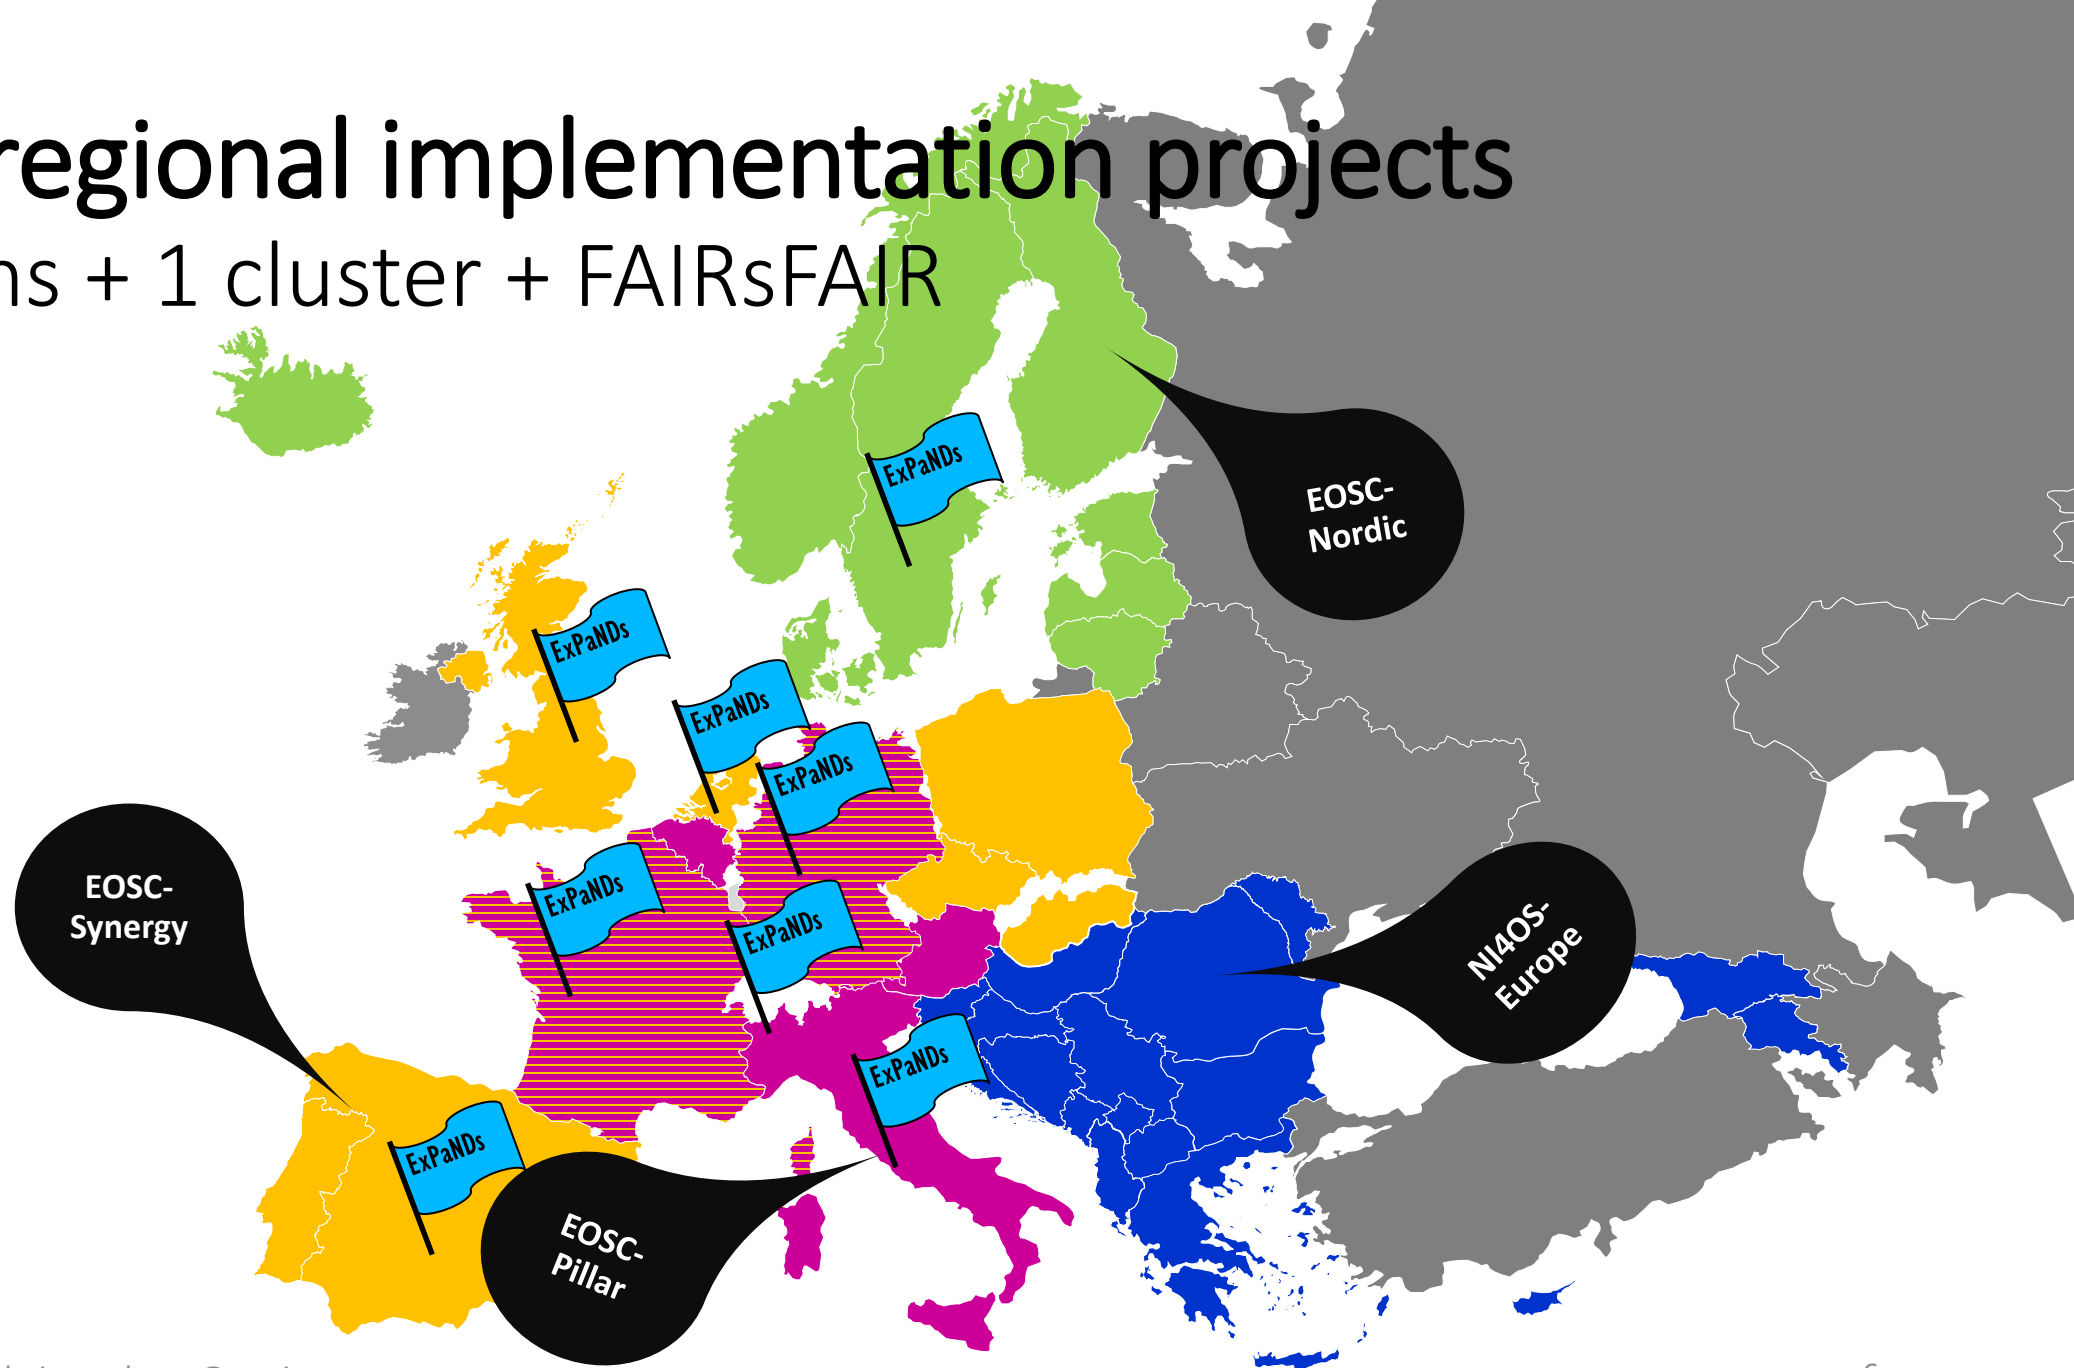 regional implementation projects
ns + 1 cluster + FAIRsFAIR
ExPaNDs
EOSC-
Nordic
ExPaNDs
ExPaNDs
ExPaNDs
EOSC-
Synergy
ExPaNDs
ExPaNDs
NI4OS-
Europe
ExPaNDs
ExPaNDs
EOSC-
Pillar